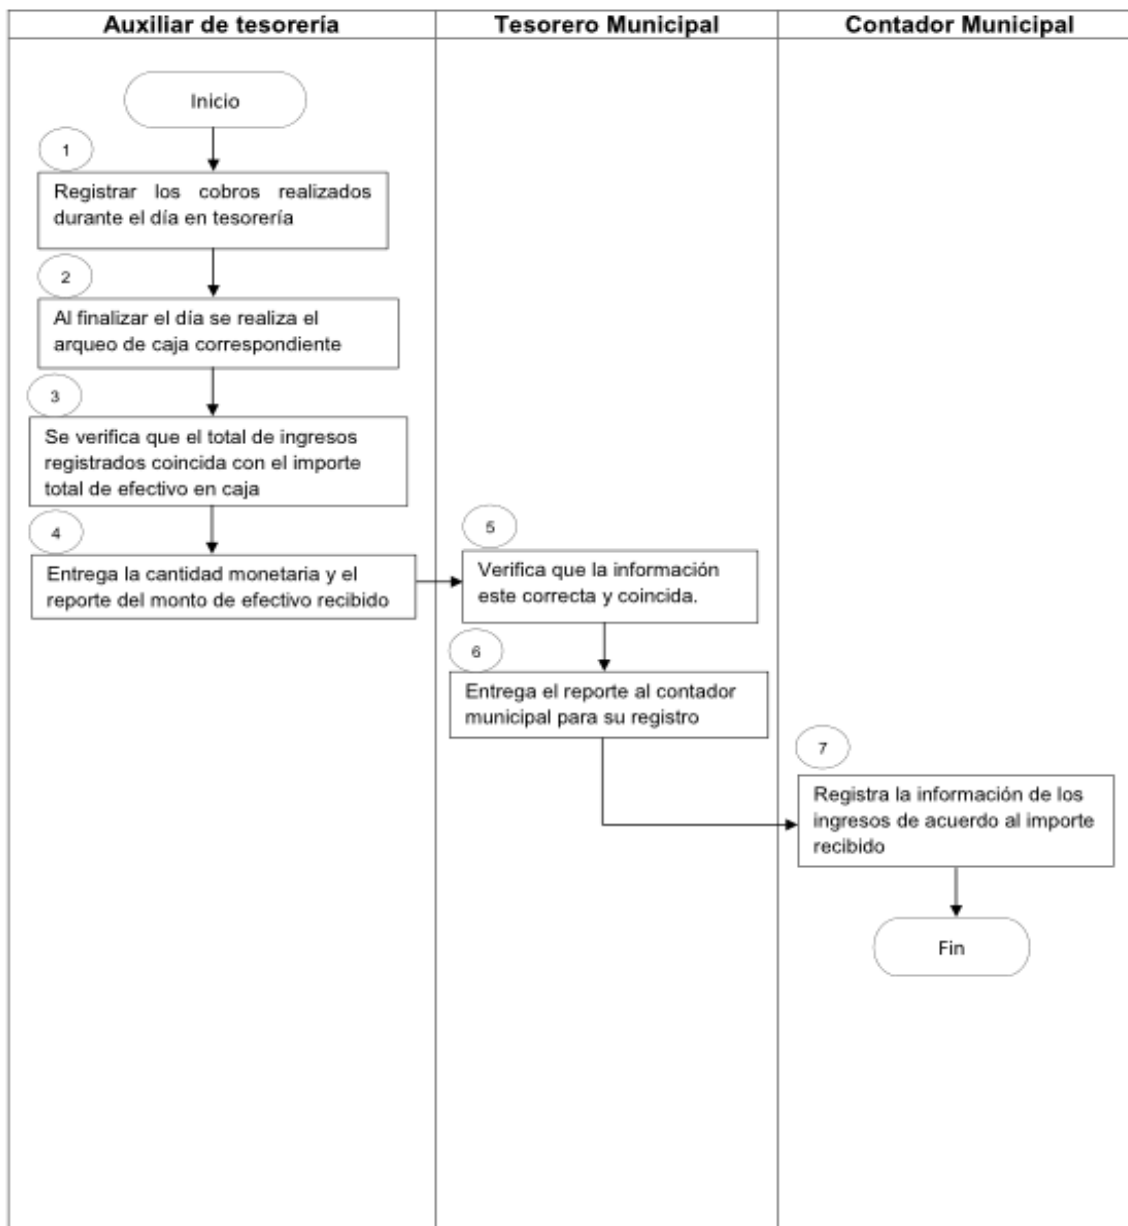 Auxiliar de tesorería
Tesorero Municipal
Contador Municipal
Inicio
1
Registrar los cobros realizados
durante el día en tesorería
2
Al finalizar el día se realiza el
arqueo de caja correspondiente
3
Se verifica que el total de ingresos
registrados coincida con el importe
total de efectivo en caja
4
Entrega la cantidad monetaria y el
reporte del monto de efectivo recibido
5
Verifica que la información
este correcta y coincida.
6
Entrega el reporte al contador
municipal para su registro
7
Registra la información de los
ingresos de acuerdo al importe
recibido
Fin